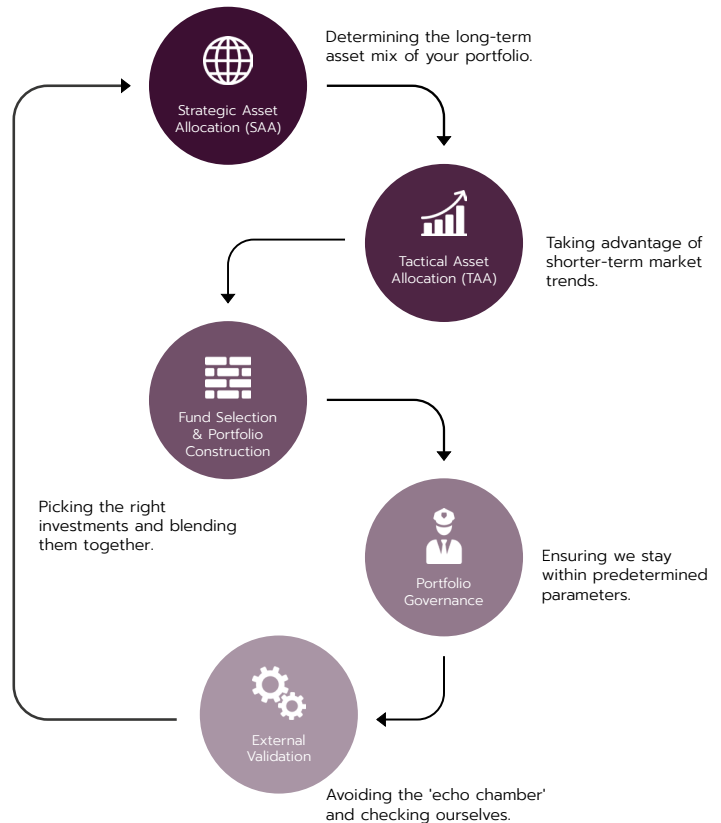 Determining the long-term
asset mix of your portfolio.
Strategic Asset
Allocation (SAA)
Tactical Asset
Allocation (TAA)
Taking advantage of
shorter-term market
trends.
Fund Selection
& Portfolio
Construction
Picking the right
investments and blending
them together.
Portfolio
Governance
Ensuring we stay
within predetermined
parameters.
External
Validation
Avoiding the 'echo chamber'
and checking ourselves.